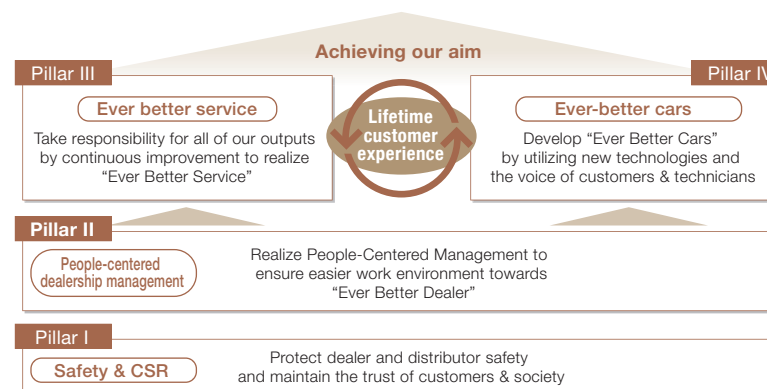 Achieving our aim
Pillar III
Ever better service
Take responsibility for all of our outputs
by continuous improvement to realize
“Ever Better Service”
Lifetime
customer
experience
Pillar IV
Ever-better cars
Develop “Ever Better Cars”
by utilizing new technologies and
the voice of customers & technicians
Pillar II
People-centered
dealership management
Realize People-Centered Management to
ensure easier work environment towards
“Ever Better Dealer”
Pillar I
Safety & CSR
Protect dealer and distributor safety
and maintain the trust of customers & society